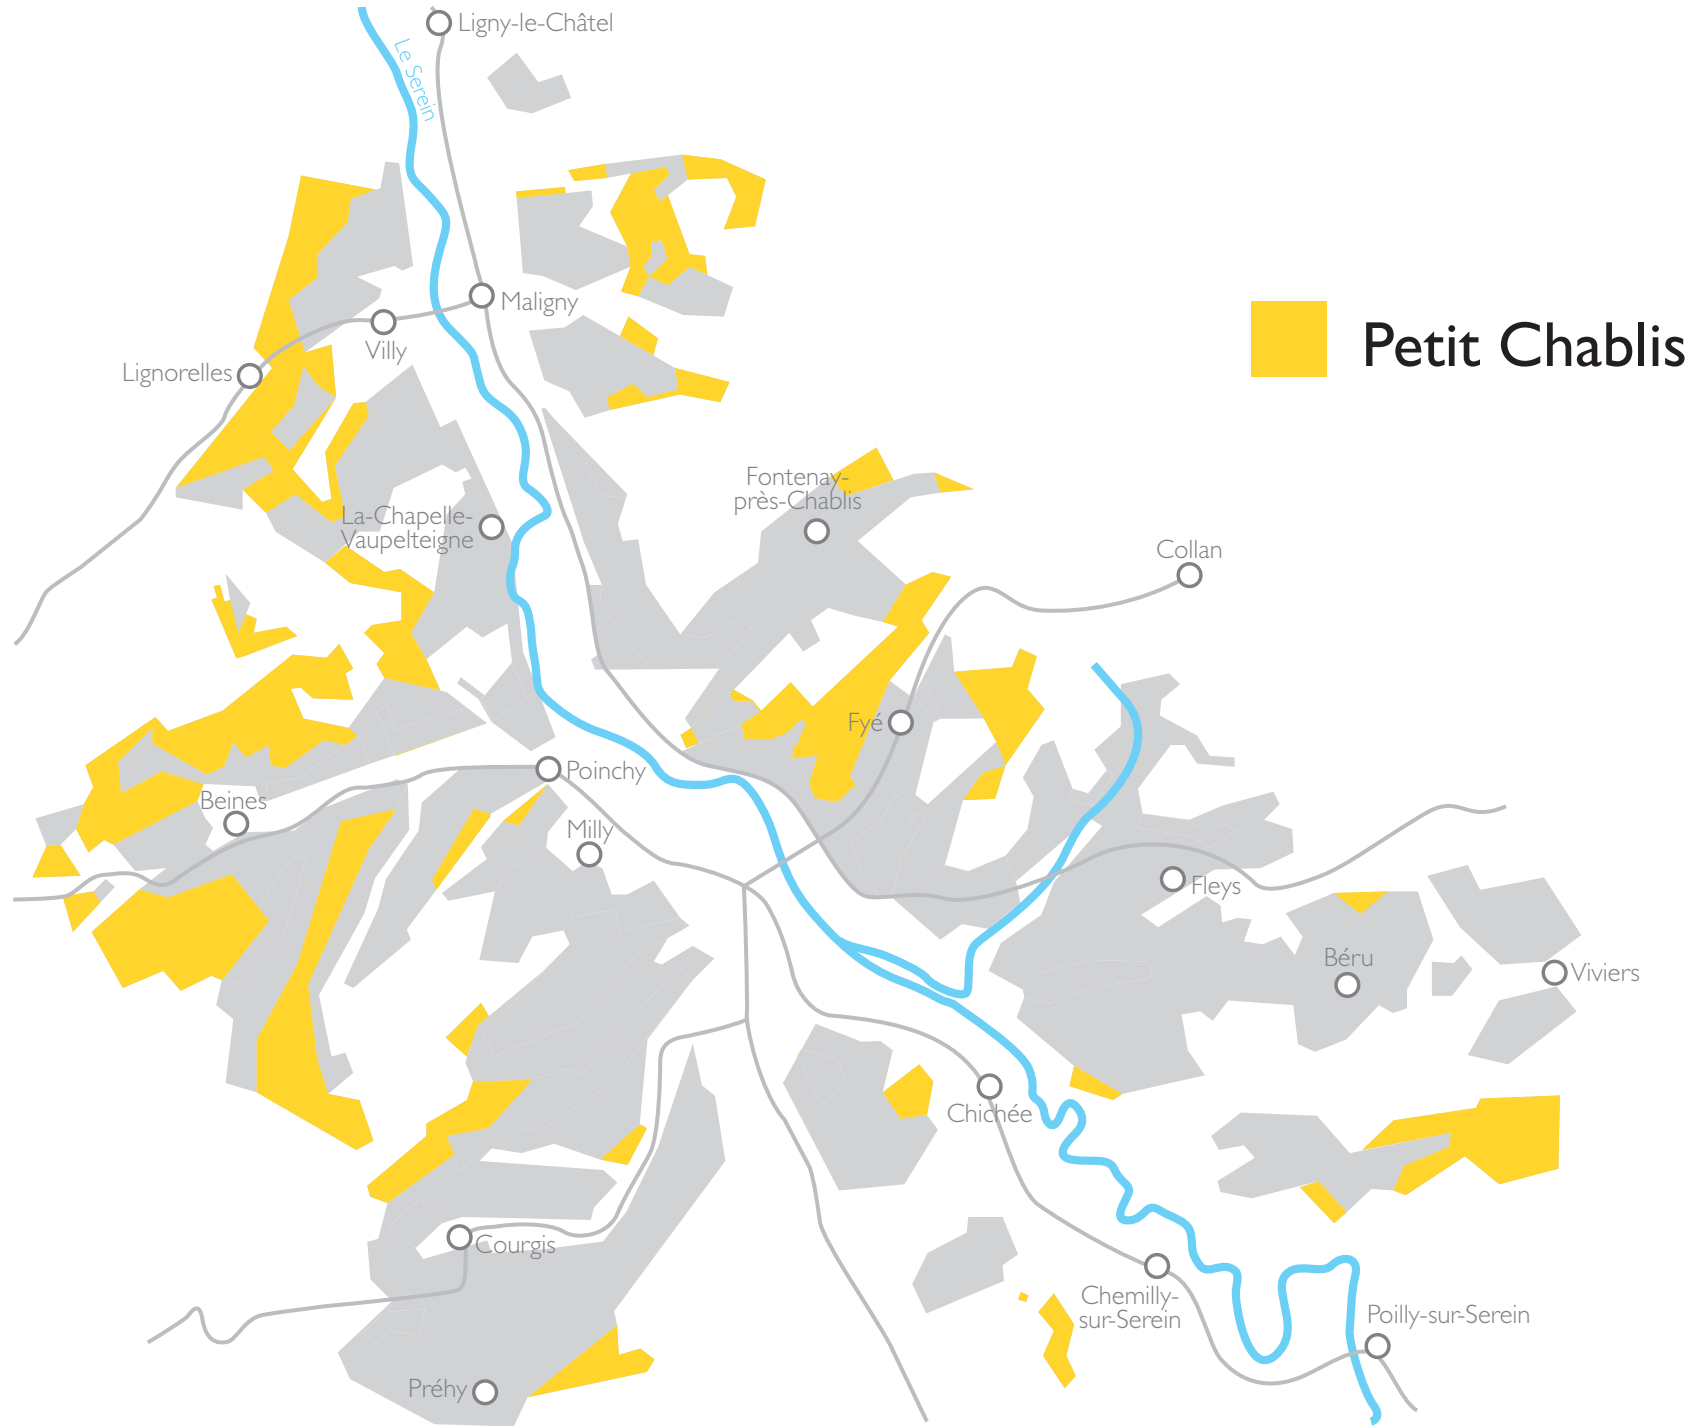 Ligny-le-Châtel
Le Serein
Maligny
Villy
Lignorelles
Petit Chablis
Fontenay-
près-Chablis
La-Chapelle-
Vaupelteigne
Collan
Fyé
Poinchy
Beines
Milly
Fleys
Béru
Viviers
Chichée
Courgis
Chemilly-
sur-Serein
Poilly-sur-Serein
Préhy